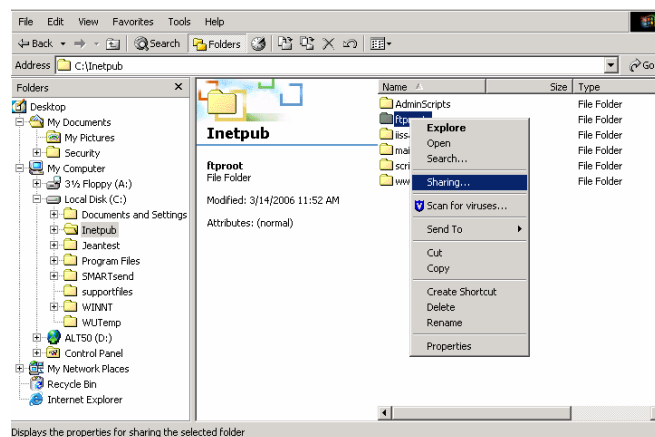 File Edit View Favorites Tools Help
Back Search Folders
Address C:\Inetpub Go
Folders
Desktop
My Documents
My Pictures
Security
My Computer
3½ Floppy (A:)
Local Disk (C:)
Documents and Settings
Inetpub
Jeantest
Program Files
SMARTsend
supportfiles
WINNT
WUTemp
ALT50 (D:)
Control Panel
My Network Places
Recycle Bin
Internet Explorer
Inetpub
ftproot
File Folder
Modified: 3/14/2006 11:52 AM
Attributes: (normal)
Name Size Type
AdminScripts File Folder
ftproot File Folder
iiss File Folder
mai File Folder
scri File Folder
ww File Folder
Explore
Open
Search...
Sharing...
Scan for viruses...
Send To
Cut
Copy
Create Shortcut
Delete
Rename
Properties
Displays the properties for sharing the selected folder